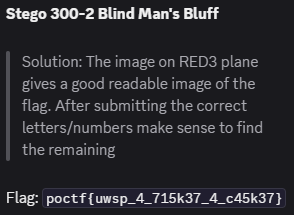 Stego 300-2 Blind Man's Bluff
Solution: The image on RED3 plane
gives a good readable image of the
flag. After submitting the correct
letters/numbers make sense to find
the remaining
Flag: poctf{uwsp_4_715k37_4_c45k37}